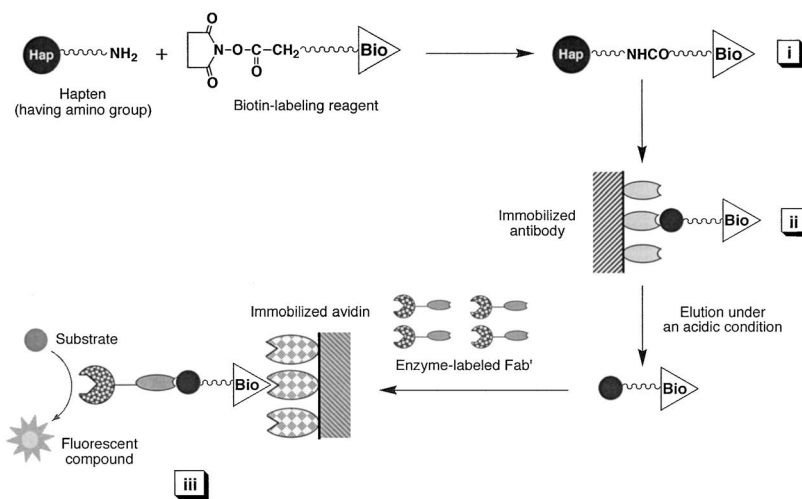 Hap
NH2
+
O
N-O-C-CH2
O
O
Bio
Hap
NHCO
Bio
i
Hapten
(having amino group)
Biotin-labeling reagent
Immobilized
antibody
Bio
ii
Elution under
an acidic condition
Immobilized avidin
Substrate
Enzyme-labeled Fab'
Bio
Bio
Fluorescent
compound
iii